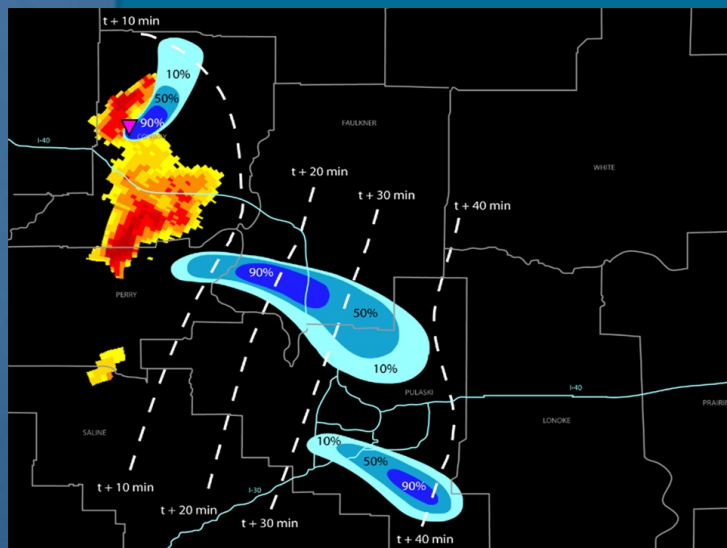 t + 10 min
10%
50%
90%
I-40
FAULKNER
WHITE
t + 20 min
t + 30 min
t + 40 min
90%
PERRY
50%
10%
I-40
PULASKI
PRAIRIE
LONOKE
SALINE
10%
50%
90%
t + 10 min
I-30
t + 20 min
t + 30 min
t + 40 min